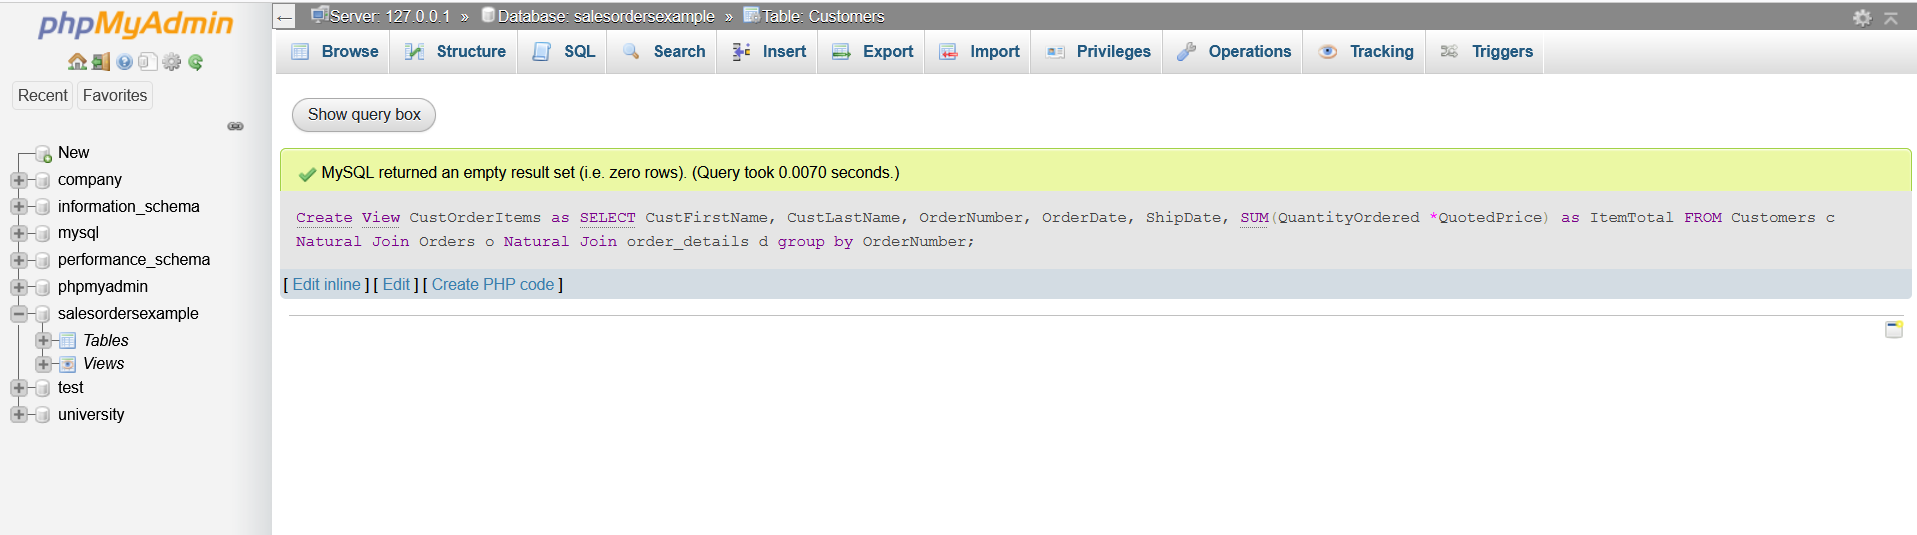 phpMyAdmin
Recent Favorites
New
company
information_schema
mysql
performance_schema
phpmyadmin
salesordersexample
Tables
Views
test
university
← Server: 127.0.0.1 » Database: salesordersexample » Table: Customers
Browse Structure SQL Search Insert Export Import Privileges Operations Tracking Triggers
Show query box
MySQL returned an empty result set (i.e. zero rows). (Query took 0.0070 seconds.)
Create View CustOrderItems as SELECT CustFirstName, CustLastName, OrderNumber, OrderDate, ShipDate, SUM(QuantityOrdered *QuotedPrice) as ItemTotal FROM Customers c
Natural Join Orders o Natural Join order_details d group by OrderNumber;
[ Edit inline ] [ Edit ] [ Create PHP code ]